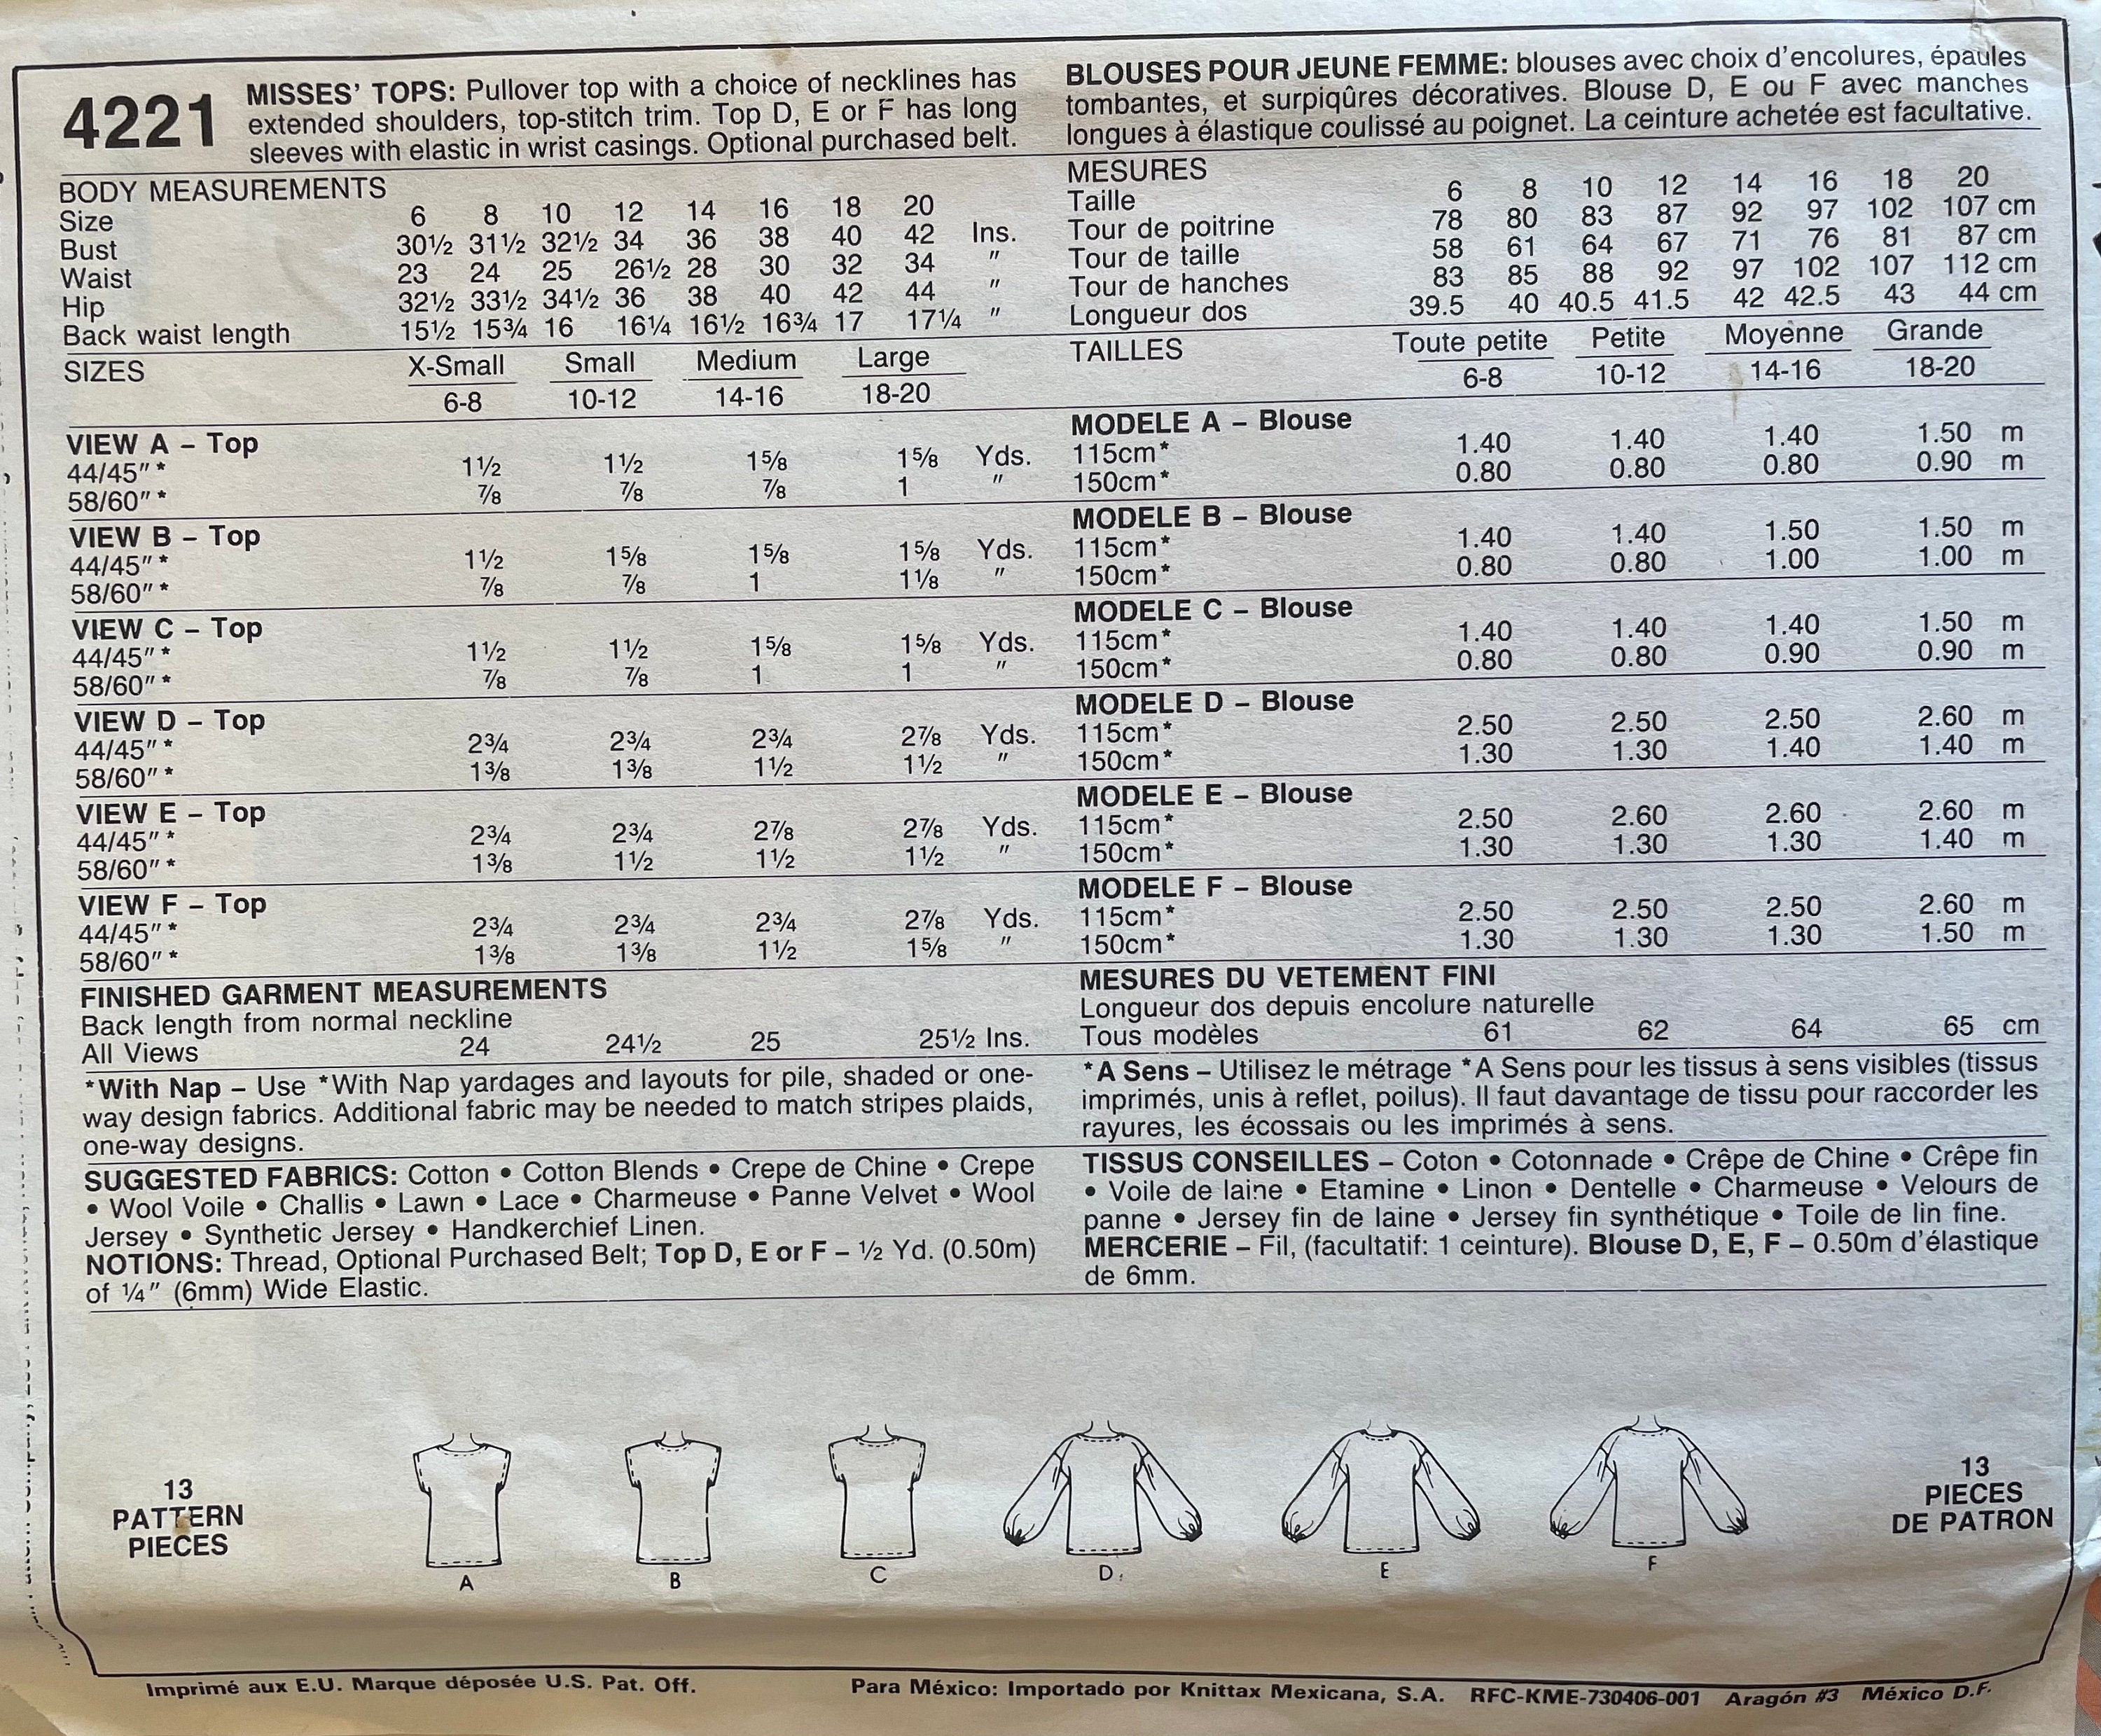 4221
MISSES' TOPS: Pullover top with a choice of necklines has
extended shoulders, top-stitch trim. Top D, E or F has long
sleeves with elastic in wrist casings. Optional purchased belt.
BODY MEASUREMENTS
Size 6 8 10 12 14 16 18 20
Bust 30½ 31½ 32½ 34 36 38 40 42 Ins.
Waist 23 24 25 26½ 28 30 32 34 "
Hip 32½ 33½ 34½ 36 38 40 42 44 "
Back waist length 15½ 15¾ 16 16¼ 16½ 16¾ 17 17¼ "
SIZES X-Small Small Medium Large
6-8 10-12 14-16 18-20
VIEW A – Top
44/45" * 1½ 1½ 1⅝ 1⅝ Yds.
58/60" * ⅞ ⅞ ⅞ 1 "
VIEW B – Top
44/45" * 1½ 1⅝ 1⅝ 1⅝ Yds.
58/60" * ⅞ ⅞ 1 1⅛ "
VIEW C – Top
44/45" * 1½ 1½ 1⅝ 1⅝ Yds.
58/60" * ⅞ ⅞ 1 1 "
VIEW D – Top
44/45" * 2¾ 2¾ 2¾ 2⅞ Yds.
58/60" * 1⅜ 1⅜ 1½ 1½ "
VIEW E – Top
44/45" * 2¾ 2¾ 2⅞ 2⅞ Yds.
58/60" * 1⅜ 1½ 1½ 1½ "
VIEW F – Top
44/45" * 2¾ 2¾ 2¾ 2⅞ Yds.
58/60" * 1⅜ 1⅜ 1½ 1⅝ "
FINISHED GARMENT MEASUREMENTS
Back length from normal neckline
All Views 24 24½ 25 25½ Ins.
*With Nap – Use *With Nap yardages and layouts for pile, shaded or one-
way design fabrics. Additional fabric may be needed to match stripes plaids,
one-way designs.
SUGGESTED FABRICS: Cotton • Cotton Blends • Crepe de Chine • Crepe
• Wool Voile • Challis • Lawn • Lace • Charmeuse • Panne Velvet • Wool
Jersey • Synthetic Jersey • Handkerchief Linen.
NOTIONS: Thread, Optional Purchased Belt; Top D, E or F – ½ Yd. (0.50m)
of ¼" (6mm) Wide Elastic.
BLOUSES POUR JEUNE FEMME: blouses avec choix d'encolures, épaules
tombantes, et surpiqûres décoratives. Blouse D, E ou F avec manches
longues à élastique coulissé au poignet. La ceinture achetée est facultative.
MESURES
Taille 6 8 10 12 14 16 18 20
Tour de poitrine 78 80 83 87 92 97 102 107 cm
Tour de taille 58 61 64 67 71 76 81 87 cm
Tour de hanches 83 85 88 92 97 102 107 112 cm
Longueur dos 39.5 40 40.5 41.5 42 42.5 43 44 cm
TAILLES Toute petite Petite Moyenne Grande
6-8 10-12 14-16 18-20
MODELE A – Blouse
115cm* 1.40 1.40 1.40 1.50 m
150cm* 0.80 0.80 0.80 0.90 m
MODELE B – Blouse
115cm* 1.40 1.40 1.50 1.50 m
150cm* 0.80 0.80 1.00 1.00 m
MODELE C – Blouse
115cm* 1.40 1.40 1.40 1.50 m
150cm* 0.80 0.80 0.90 0.90 m
MODELE D – Blouse
115cm* 2.50 2.50 2.50 2.60 m
150cm* 1.30 1.30 1.40 1.40 m
MODELE E – Blouse
115cm* 2.50 2.60 2.60 2.60 m
150cm* 1.30 1.30 1.30 1.40 m
MODELE F – Blouse
115cm* 2.50 2.50 2.50 2.60 m
150cm* 1.30 1.30 1.30 1.50 m
MESURES DU VETEMENT FINI
Longueur dos depuis encolure naturelle
Tous modèles 61 62 64 65 cm
*A Sens – Utilisez le métrage *A Sens pour les tissus à sens visibles (tissus
imprimés, unis à reflet, poilus). Il faut davantage de tissu pour raccorder les
rayures, les écossais ou les imprimés à sens.
TISSUS CONSEILLES – Coton • Cotonnade • Crêpe de Chine • Crêpe fin
• Voile de laine • Etamine • Linon • Dentelle • Charmeuse • Velours de
panne • Jersey fin de laine • Jersey fin synthétique • Toile de lin fine.
MERCERIE – Fil, (facultatif: 1 ceinture). Blouse D, E, F – 0.50m d'élastique
de 6mm.
13
PATTERN
PIECES
A B C D E F
13
PIECES
DE PATRON
Imprimé aux E.U. Marque déposée U.S. Pat. Off.
Para México: Importado por Knittax Mexicana, S.A. RFC-KME-730406-001 Aragón #3 México D.F.